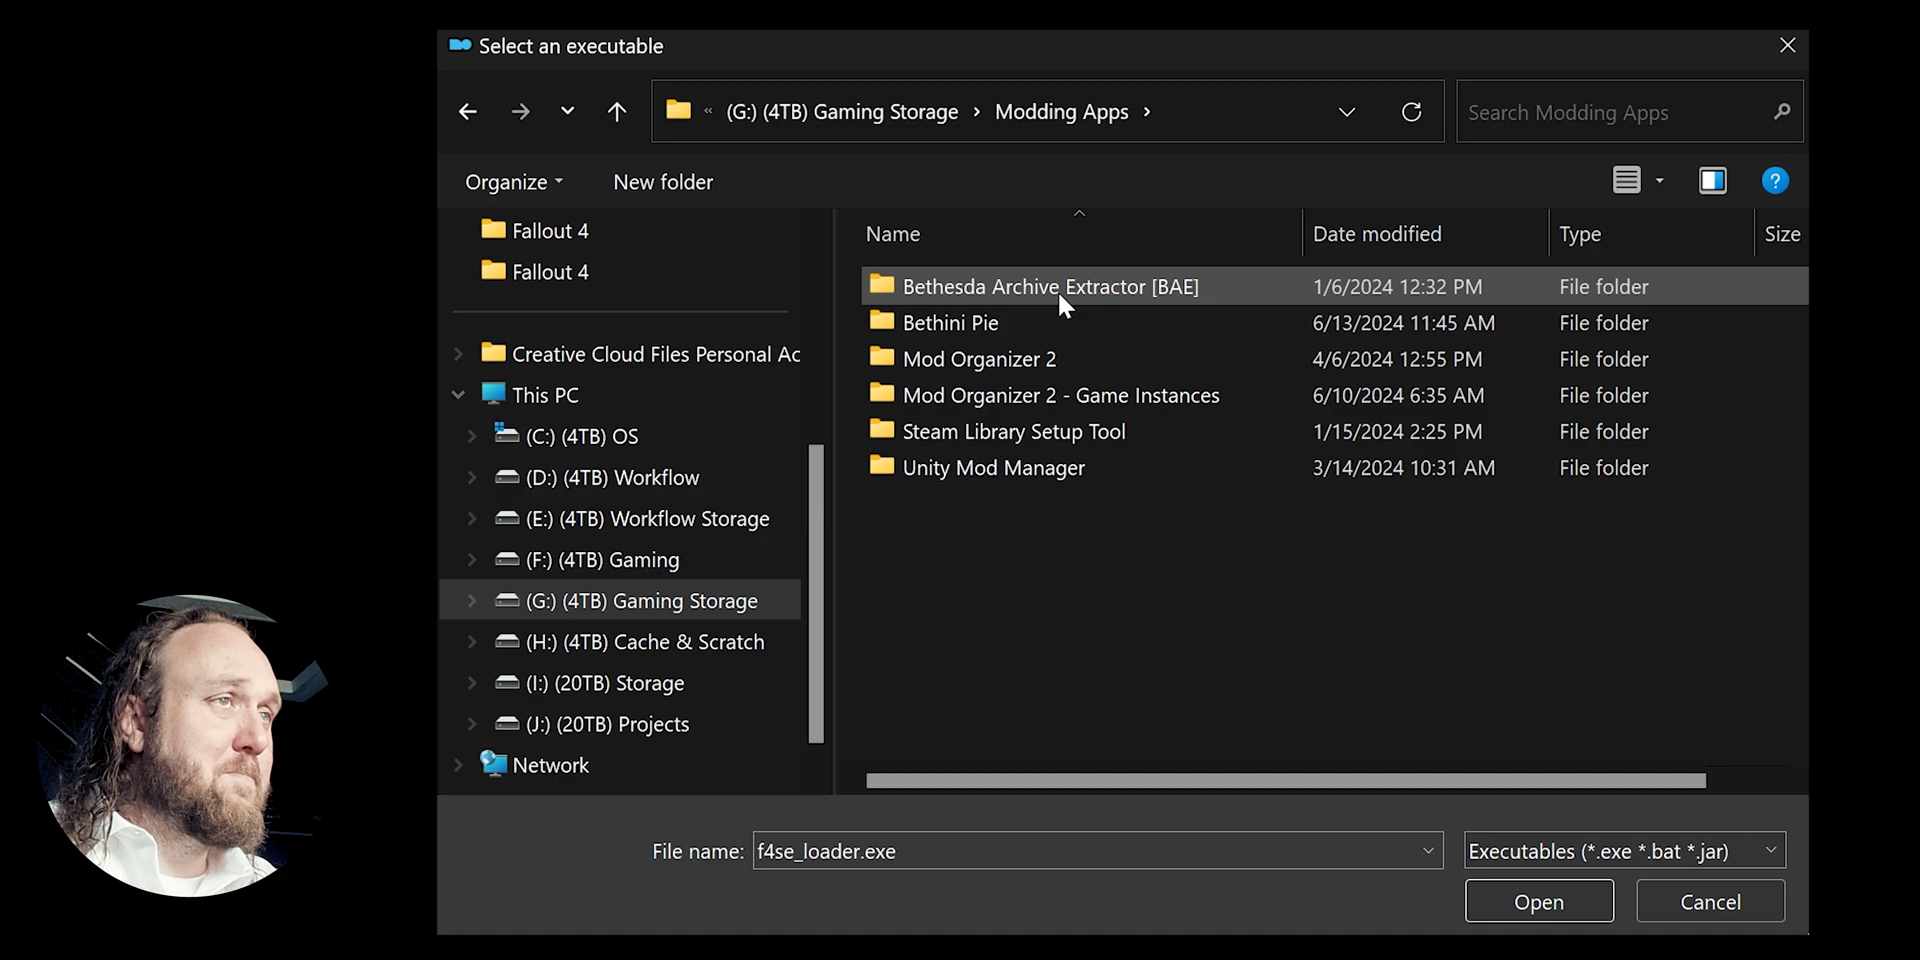 Select an executable
« (G:) (4TB) Gaming Storage › Modding Apps ›
Search Modding Apps
Organize
New folder
?
Fallout 4
Fallout 4
Creative Cloud Files Personal Ac
This PC
(C:) (4TB) OS
(D:) (4TB) Workflow
(E:) (4TB) Workflow Storage
(F:) (4TB) Gaming
(G:) (4TB) Gaming Storage
(H:) (4TB) Cache & Scratch
(I:) (20TB) Storage
(J:) (20TB) Projects
Network
Name Date modified Type Size
Bethesda Archive Extractor [BAE] 1/6/2024 12:32 PM File folder
Bethini Pie 6/13/2024 11:45 AM File folder
Mod Organizer 2 4/6/2024 12:55 PM File folder
Mod Organizer 2 - Game Instances 6/10/2024 6:35 AM File folder
Steam Library Setup Tool 1/15/2024 2:25 PM File folder
Unity Mod Manager 3/14/2024 10:31 AM File folder
File name: f4se_loader.exe
Executables (*.exe *.bat *.jar)
Open
Cancel